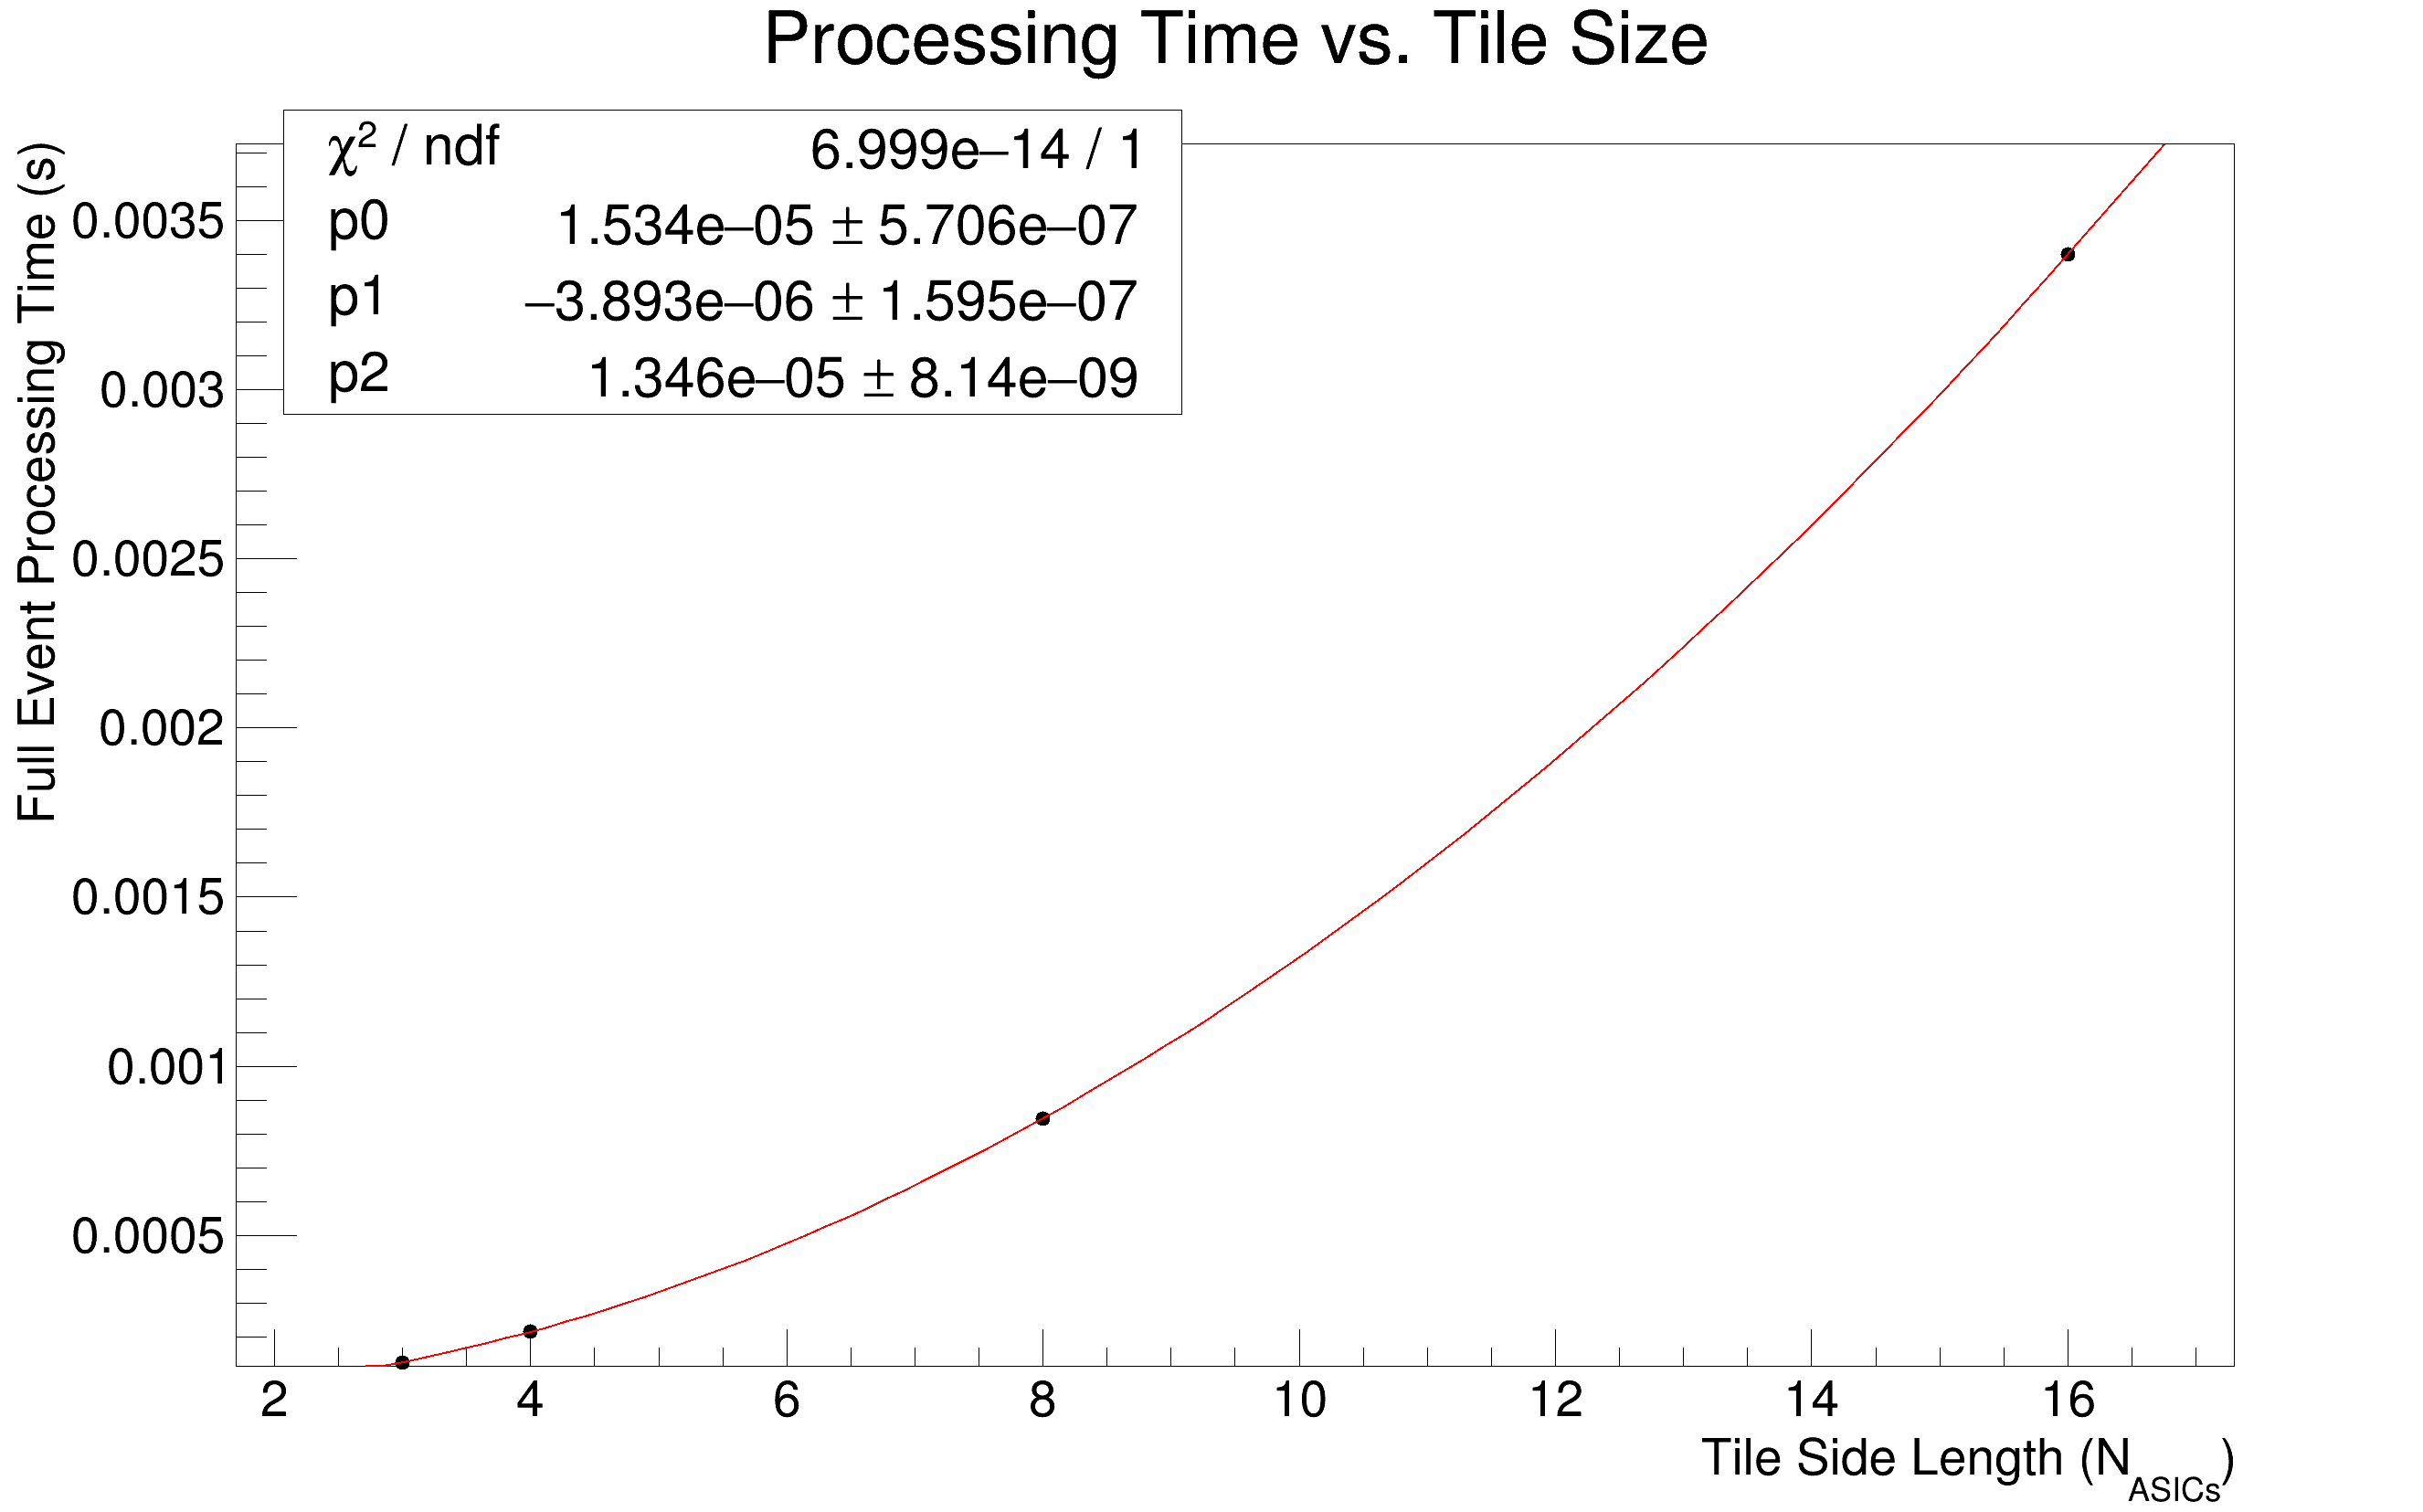 Processing Time vs. Tile Size
χ² / ndf 6.999e−14 / 1
p0 1.534e−05 ± 5.706e−07
p1 −3.893e−06 ± 1.595e−07
p2 1.346e−05 ± 8.14e−09
Full Event Processing Time (s)
0.0035
0.003
0.0025
0.002
0.0015
0.001
0.0005
2 4 6 8 10 12 14 16
Tile Side Length (N_ASICs)